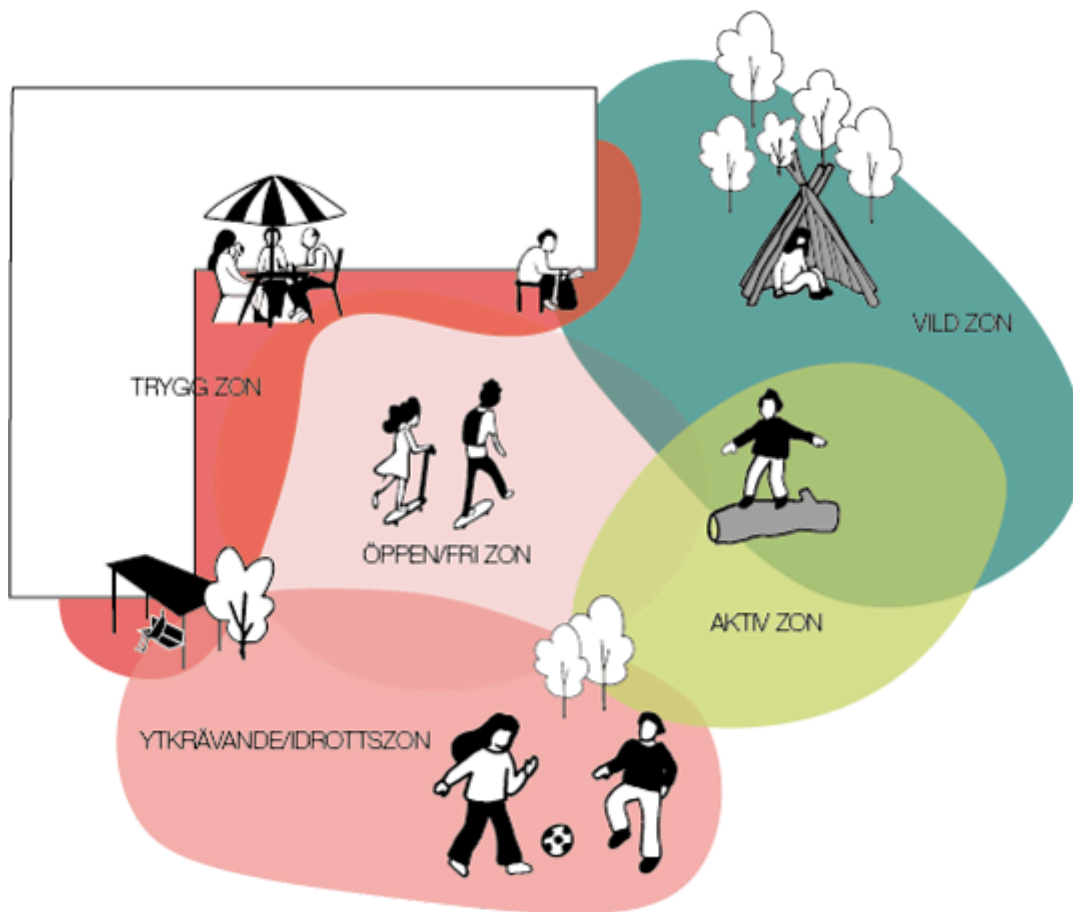 VILD ZON
TRYGG ZON
ÖPPEN/FRI ZON
AKTIV ZON
YTKRÄVANDE/IDROTTSZON